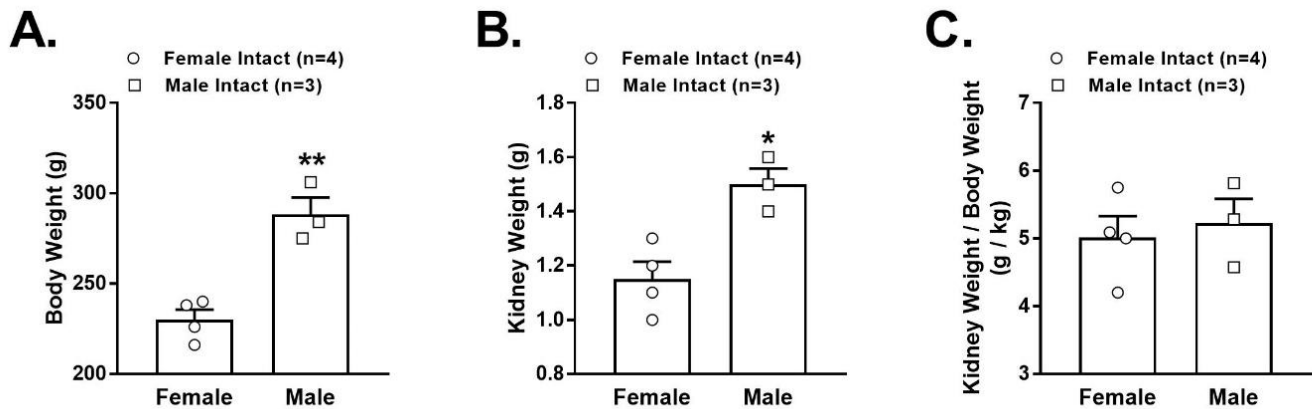 A.
Female Intact (n=4)
Male Intact (n=3)
Body Weight (g)
350
300
250
200
**
Female
Male
B.
Female Intact (n=4)
Male Intact (n=3)
Kidney Weight (g)
1.8
1.6
1.4
1.2
1.0
0.8
*
Female
Male
C.
Female Intact (n=4)
Male Intact (n=3)
Kidney Weight / Body Weight
(g / kg)
7
6
5
4
3
Female
Male